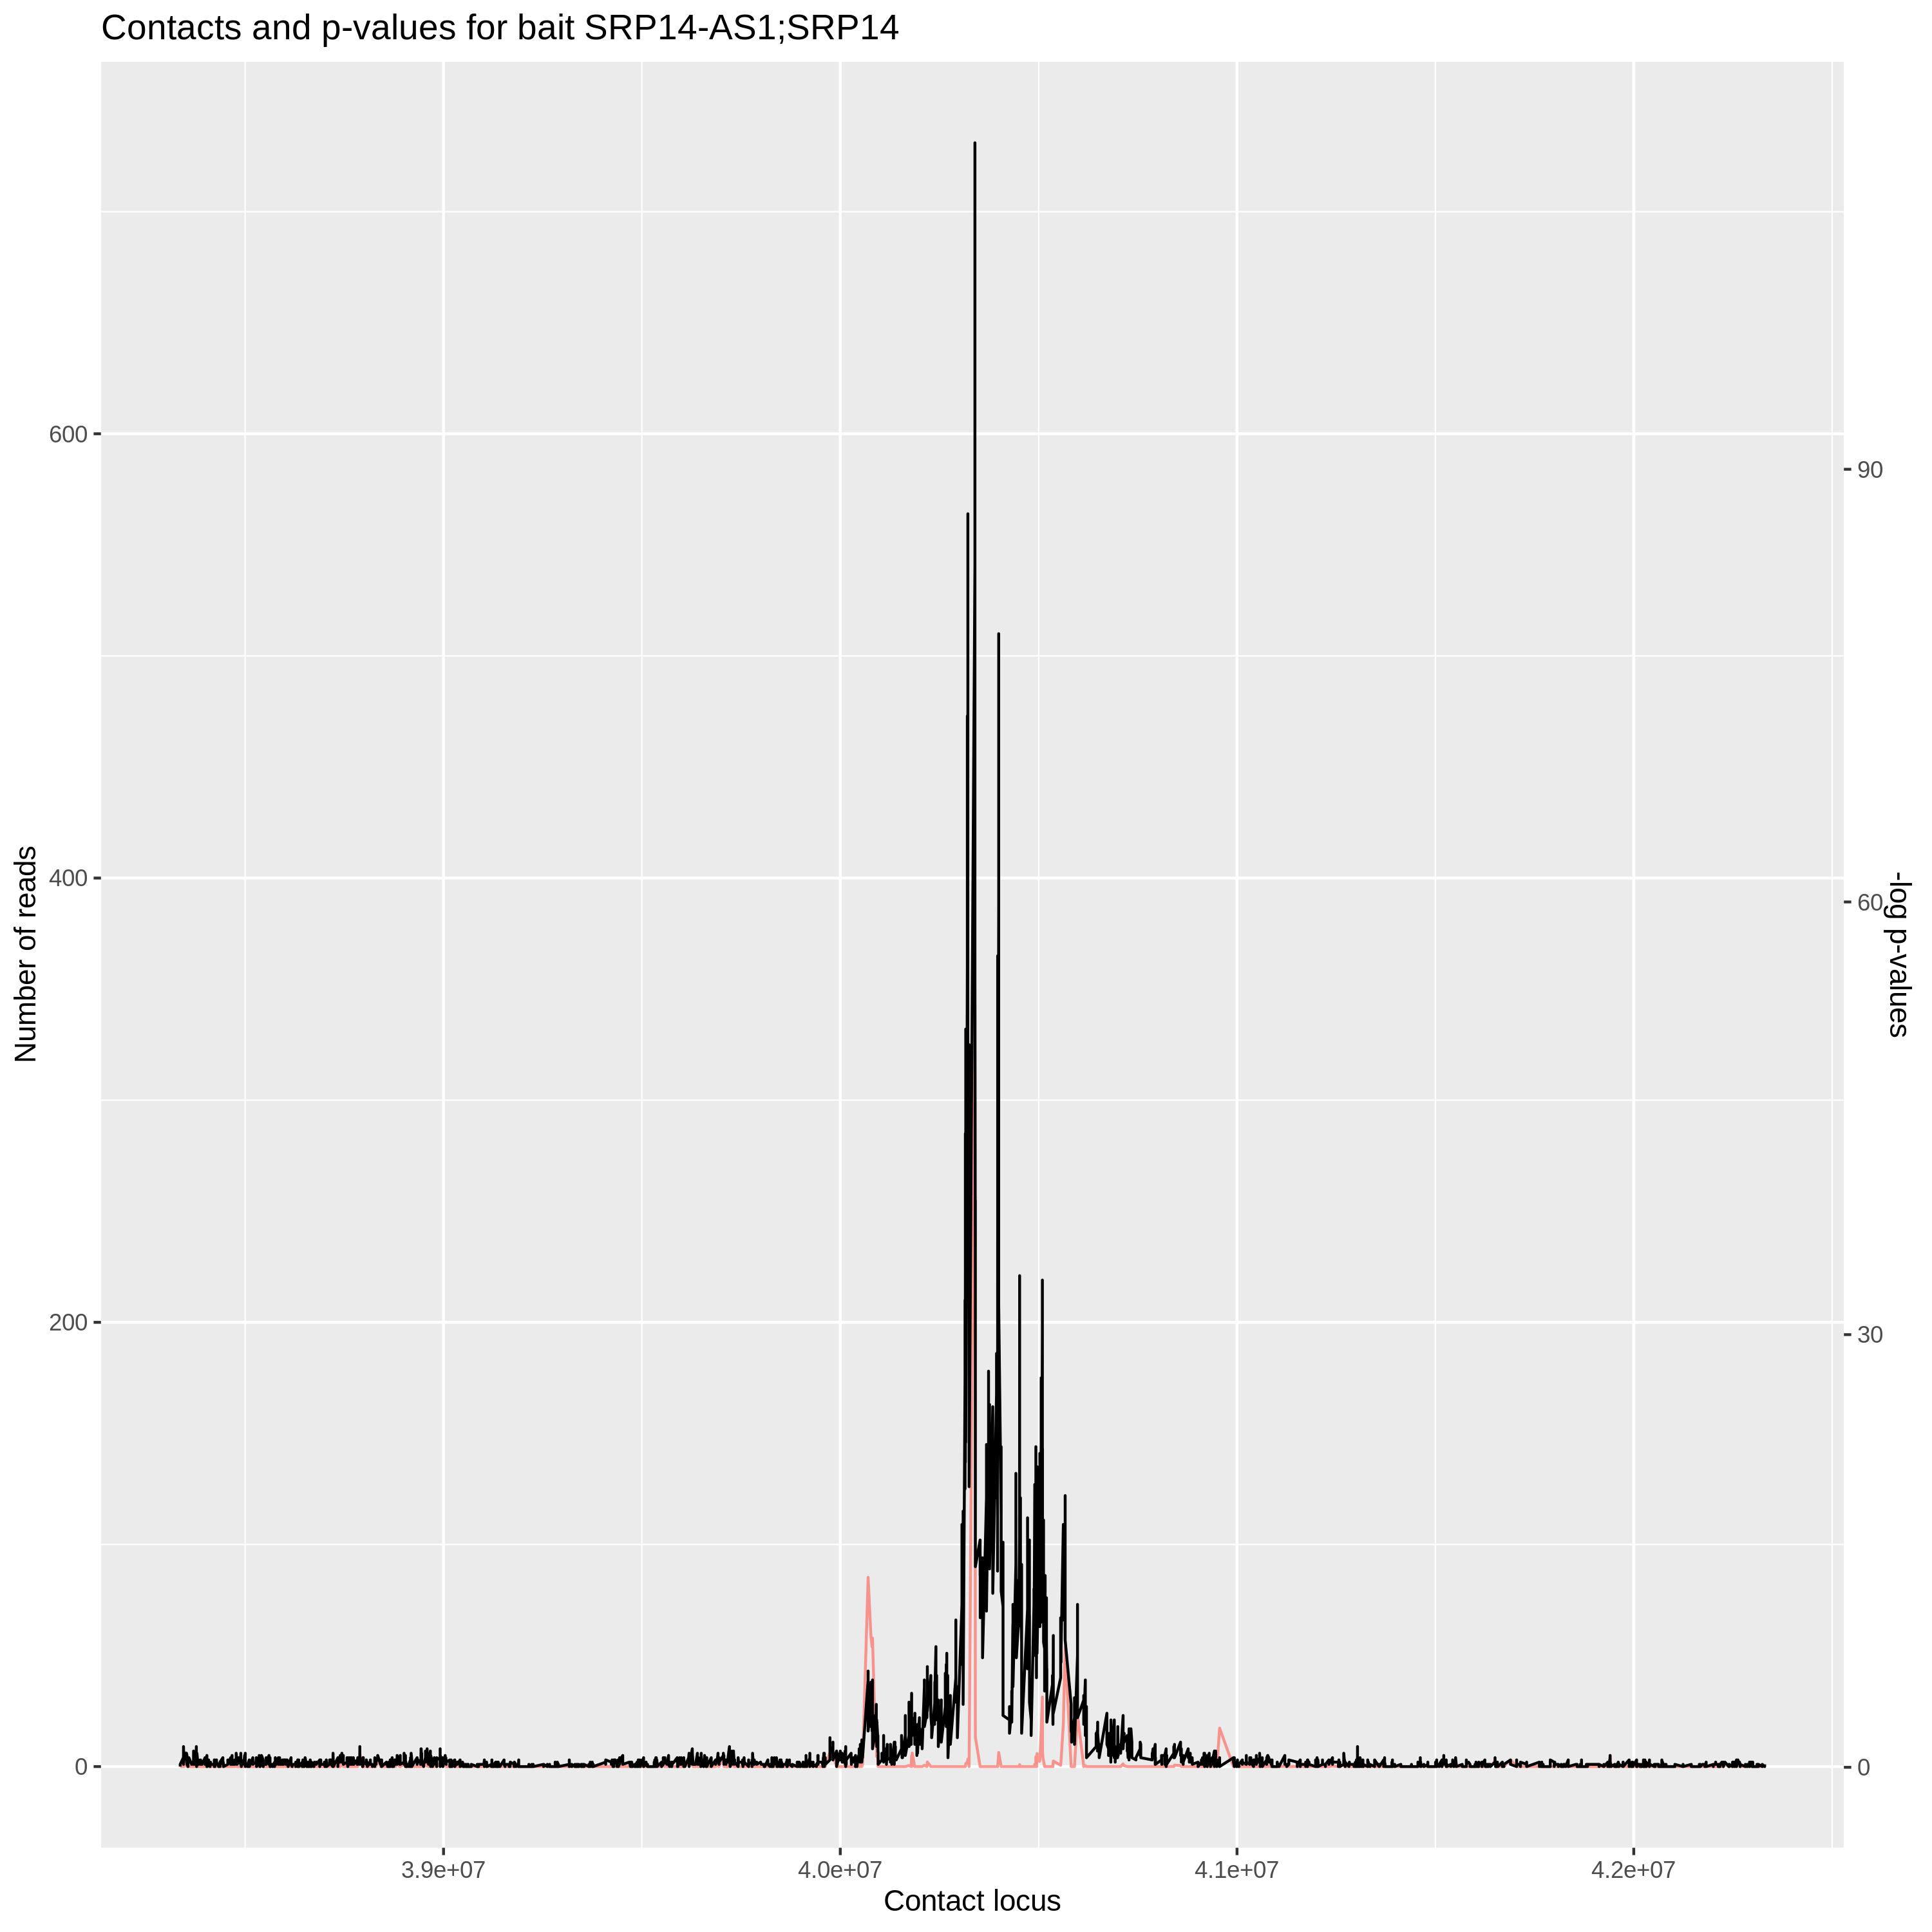 Contacts and p-values for bait SRP14-AS1;SRP14
Number of reads
600
400
200
0
90
60
30
0
-log p-values
3.9e+07
4.0e+07
4.1e+07
4.2e+07
Contact locus